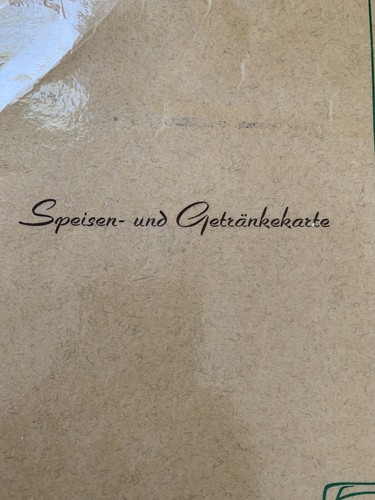 Speisen- und Getränkekarte